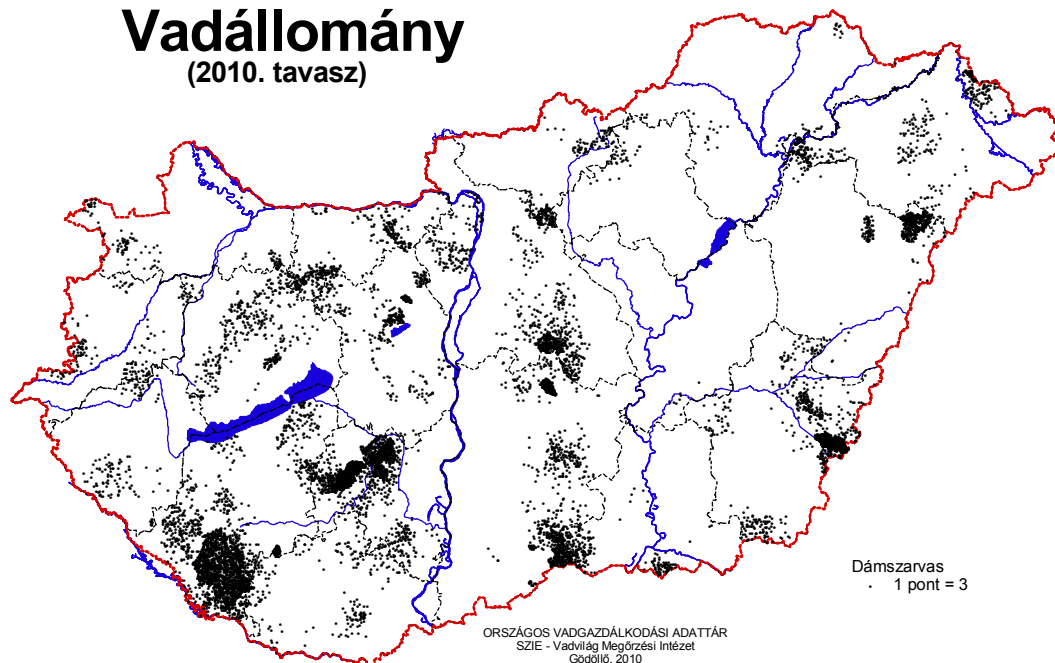 Vadállomány
(2010. tavasz)
Dámszarvas
1 pont = 3
ORSZÁGOS VADGAZDÁLKODÁSI ADATTÁR
SZIE - Vadvilág Megőrzési Intézet
Gödöllő, 2010